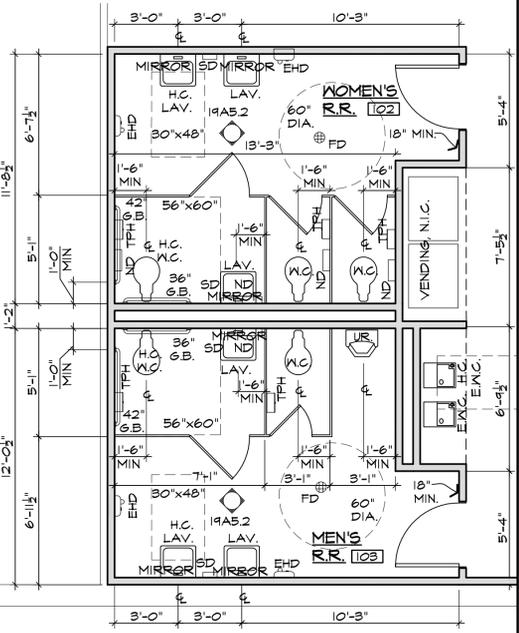 3'-0" 3'-0" 10'-3"
℄ ℄
MIRROR SD MIRROR EHD
H.C.
LAV.
LAV.
WOMEN'S
R.R. 102
19A5.2
60"
DIA.
EHD
30"x48"
FD
18" MIN.
13'-3"
6'-7½"
5'-4"
11'-8½"
1'-6"
MIN
1'-6"
MIN
1'-6"
MIN
42"
G.B.
56"x60"
TPH
1'-6"
MIN
TPH
TPH
℄
℄
℄
H.C.
W.C.
ND
LAV.
W.C.
W.C.
ND
ND
36"
G.B.
SD ND
MIRROR
VENDING, N.I.C.
5'-1"
1'-0"
MIN
7'-5½"
1'-2"
36"
G.B.
MIRROR
SD ND
LAV.
H.C.
W.C.
W.C.
UR.
TPH
℄
1'-6"
MIN
TPH
℄
℄
42"
G.B.
56"x60"
5'-1"
1'-0"
MIN
E.W.C.
H.C.
E.W.C.
6'-9½"
1'-6"
MIN
1'-6"
MIN
1'-6"
MIN
7'-1" 3'-1" 3'-1"
12'-0½"
6'-11½"
EHD
30"x48"
19A5.2
FD
60"
DIA.
18"
MIN.
H.C.
LAV.
LAV.
MEN'S
R.R. 103
5'-4"
MIRROR SD MIRROR EHD
℄ ℄
3'-0" 3'-0" 10'-3"